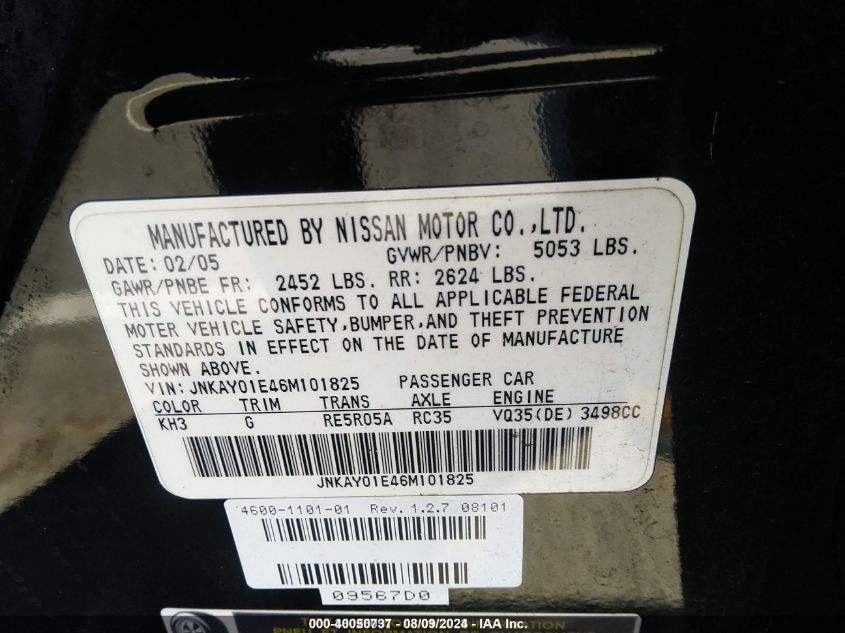 MANUFACTURED BY NISSAN MOTOR CO.,LTD.
DATE: 02/05 GVWR/PNBV: 5053 LBS.
GAWR/PNBE FR: 2452 LBS. RR: 2624 LBS.
THIS VEHICLE CONFORMS TO ALL APPLICABLE FEDERAL
MOTER VEHICLE SAFETY,BUMPER,AND THEFT PREVENTION
STANDARDS IN EFFECT ON THE DATE OF MANUFACTURE
SHOWN ABOVE.
VIN: JNKAY01E46M101825 PASSENGER CAR
COLOR TRIM TRANS AXLE ENGINE
KH3 G RE5R05A RC35 VQ35(DE) 3498CC
JNKAY01E46M101825
4600-1101-01 Rev. 1.2.7 08101
09567D0
000-40050737 - 08/09/2024 - IAA Inc.